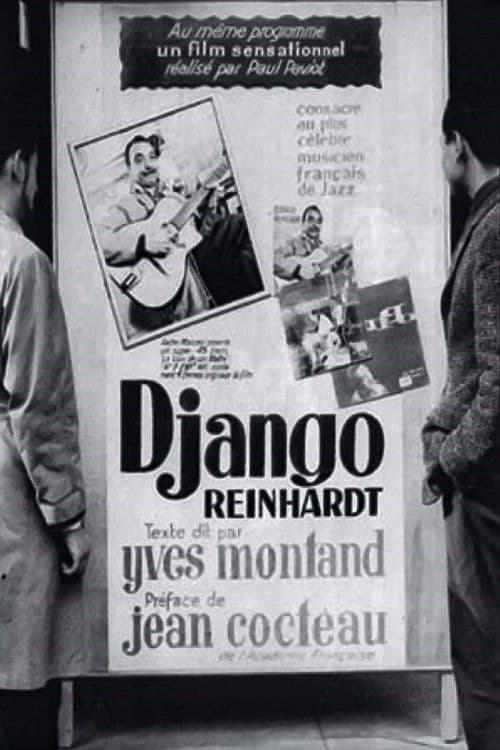 Au même programme
un film sensationnel
réalisé par Paul Paviot
consacré
au plus
célèbre
musicien
français
de Jazz
Django
REINHARDT
Texte dit par
yves montand
Préface de
jean cocteau
de l'Académie Française